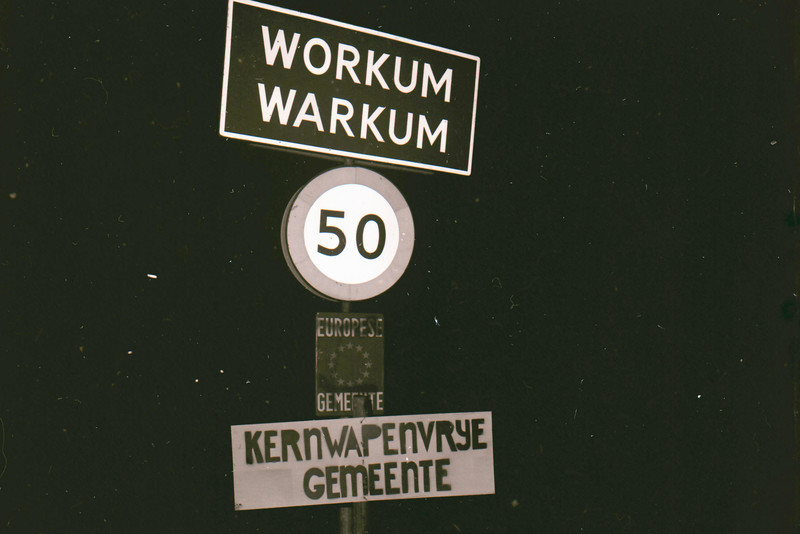 WORKUM
WARKUM
50
EUROPESE
GEMEENTE
KERNWAPENVRYE
GEMEENTE